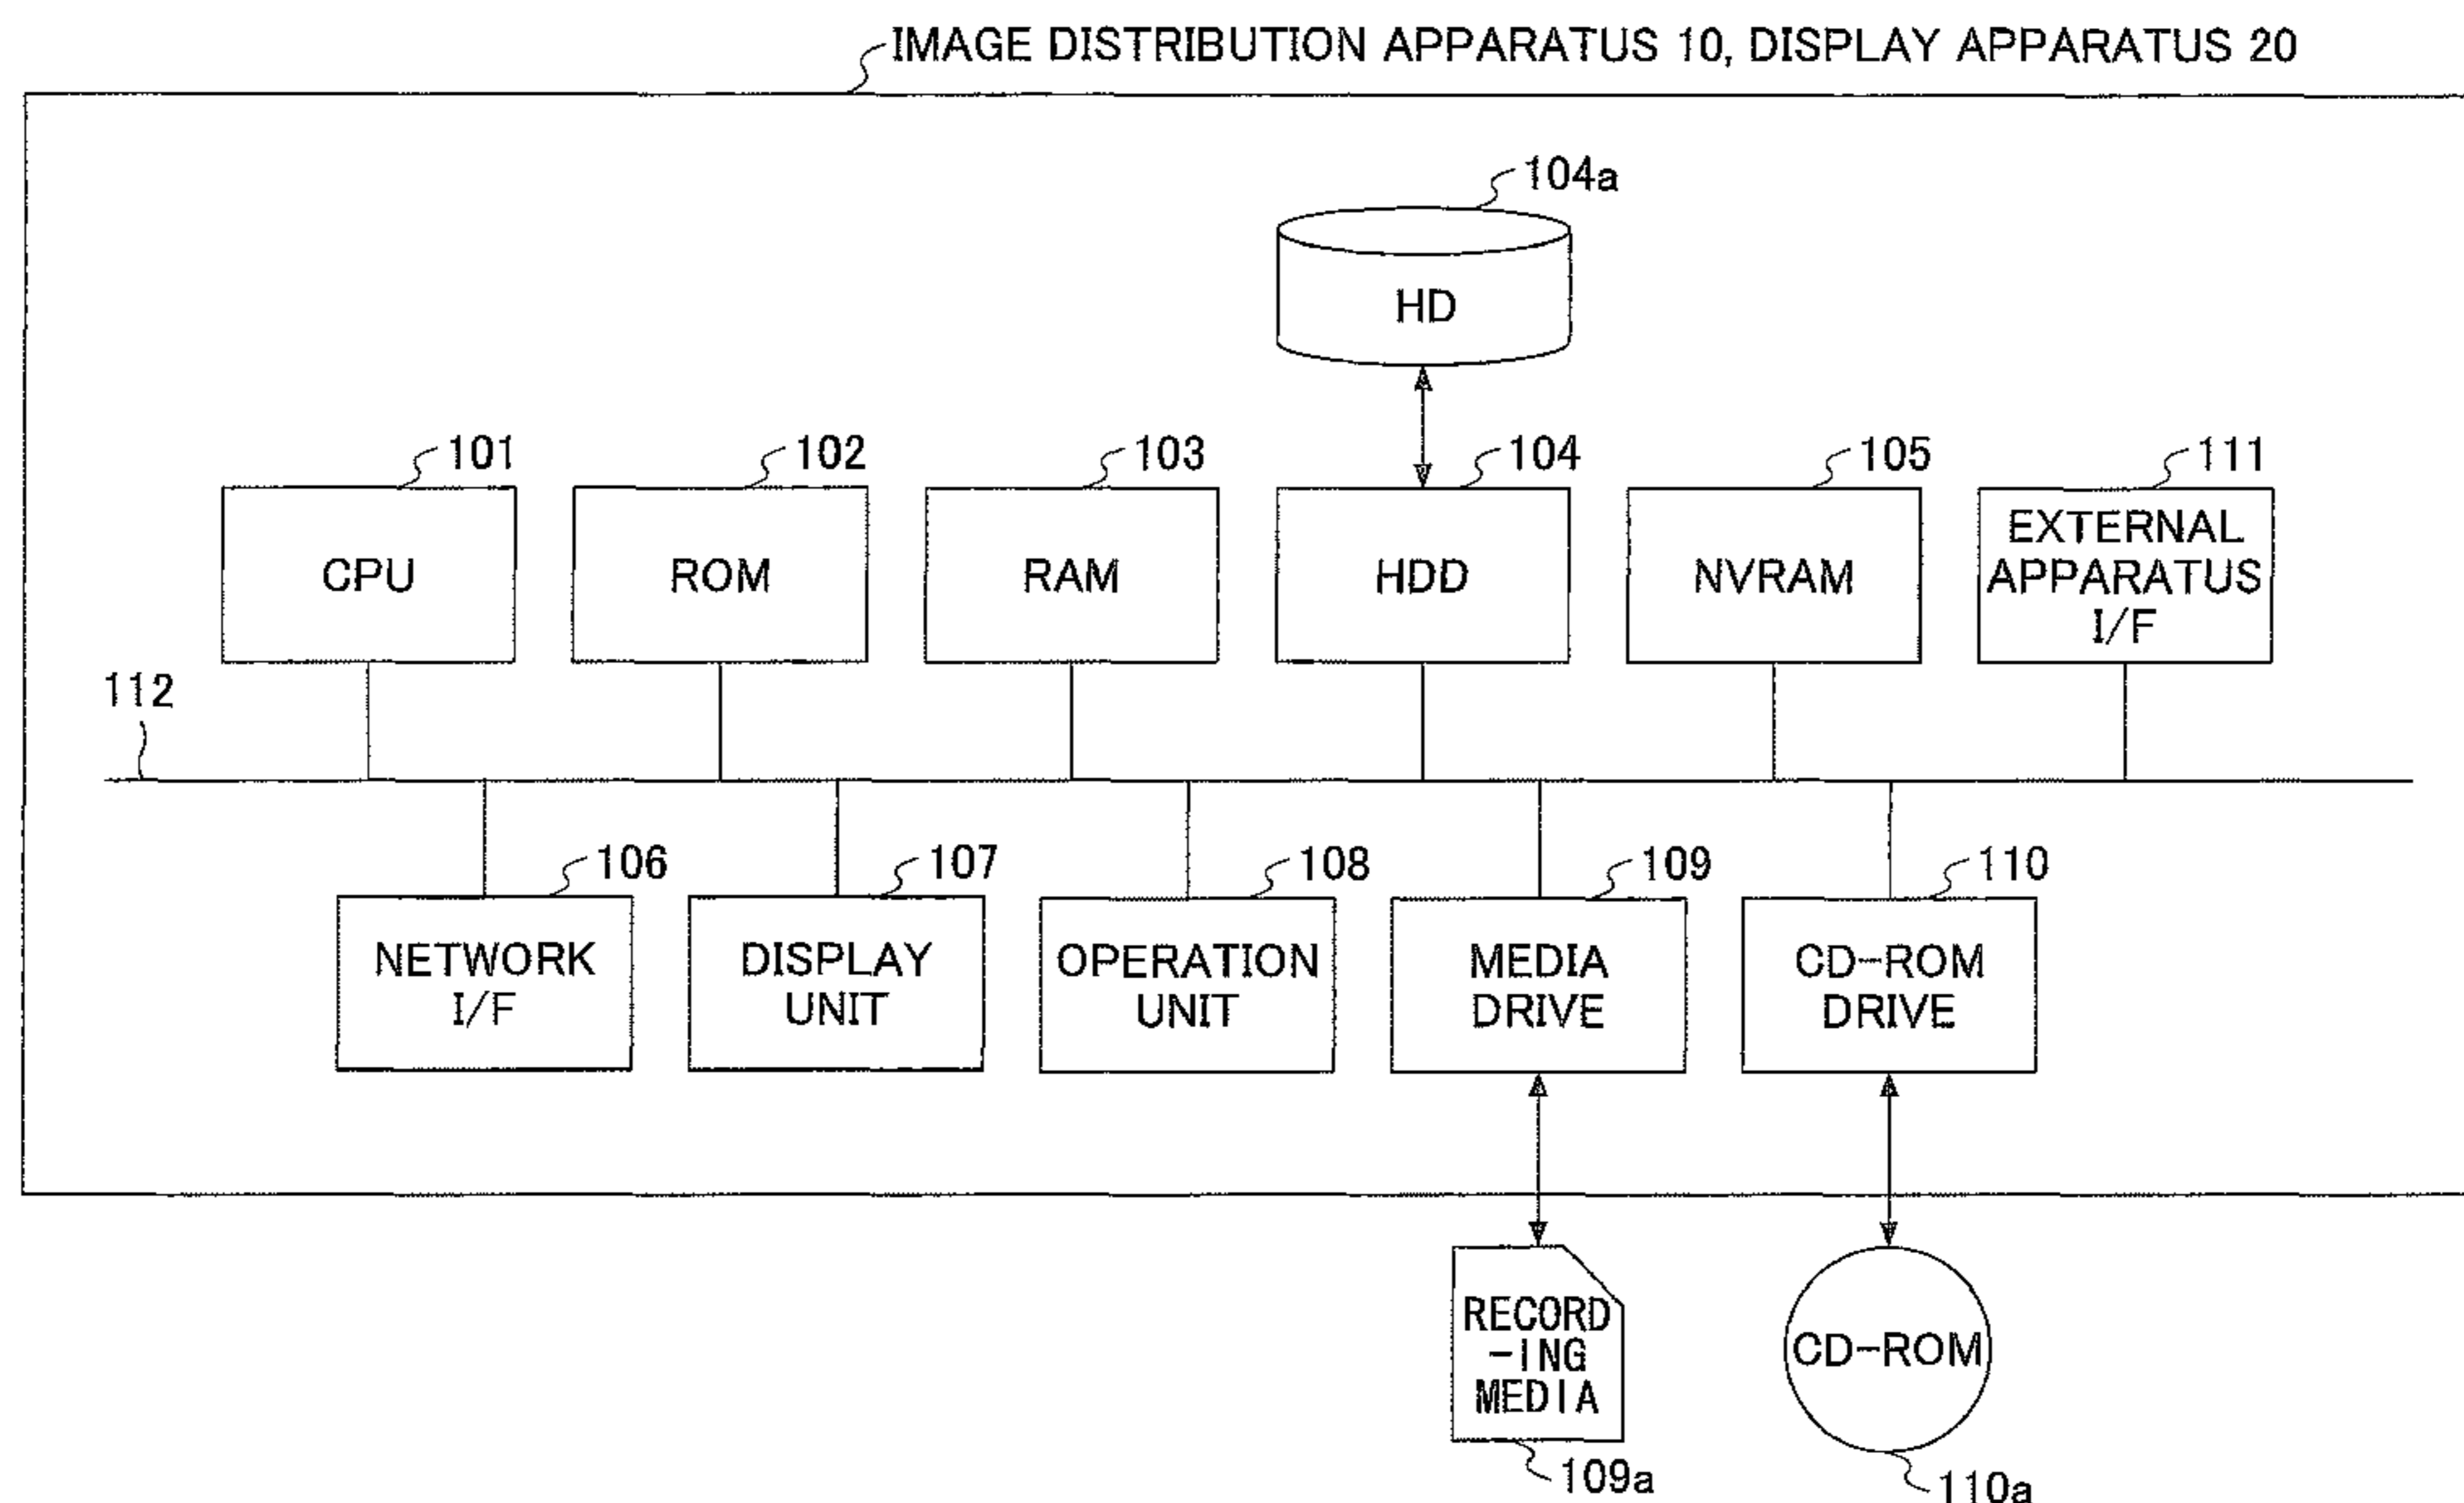 IMAGE DISTRIBUTION APPARATUS 10, DISPLAY APPARATUS 20
104a
HD
101
102
103
104
105
111
CPU
ROM
RAM
HDD
NVRAM
EXTERNAL
APPARATUS
I/F
112
106
107
108
109
110
NETWORK
I/F
DISPLAY
UNIT
OPERATION
UNIT
MEDIA
DRIVE
CD-ROM
DRIVE
RECORD
-ING
MEDIA
CD-ROM
109a
110a